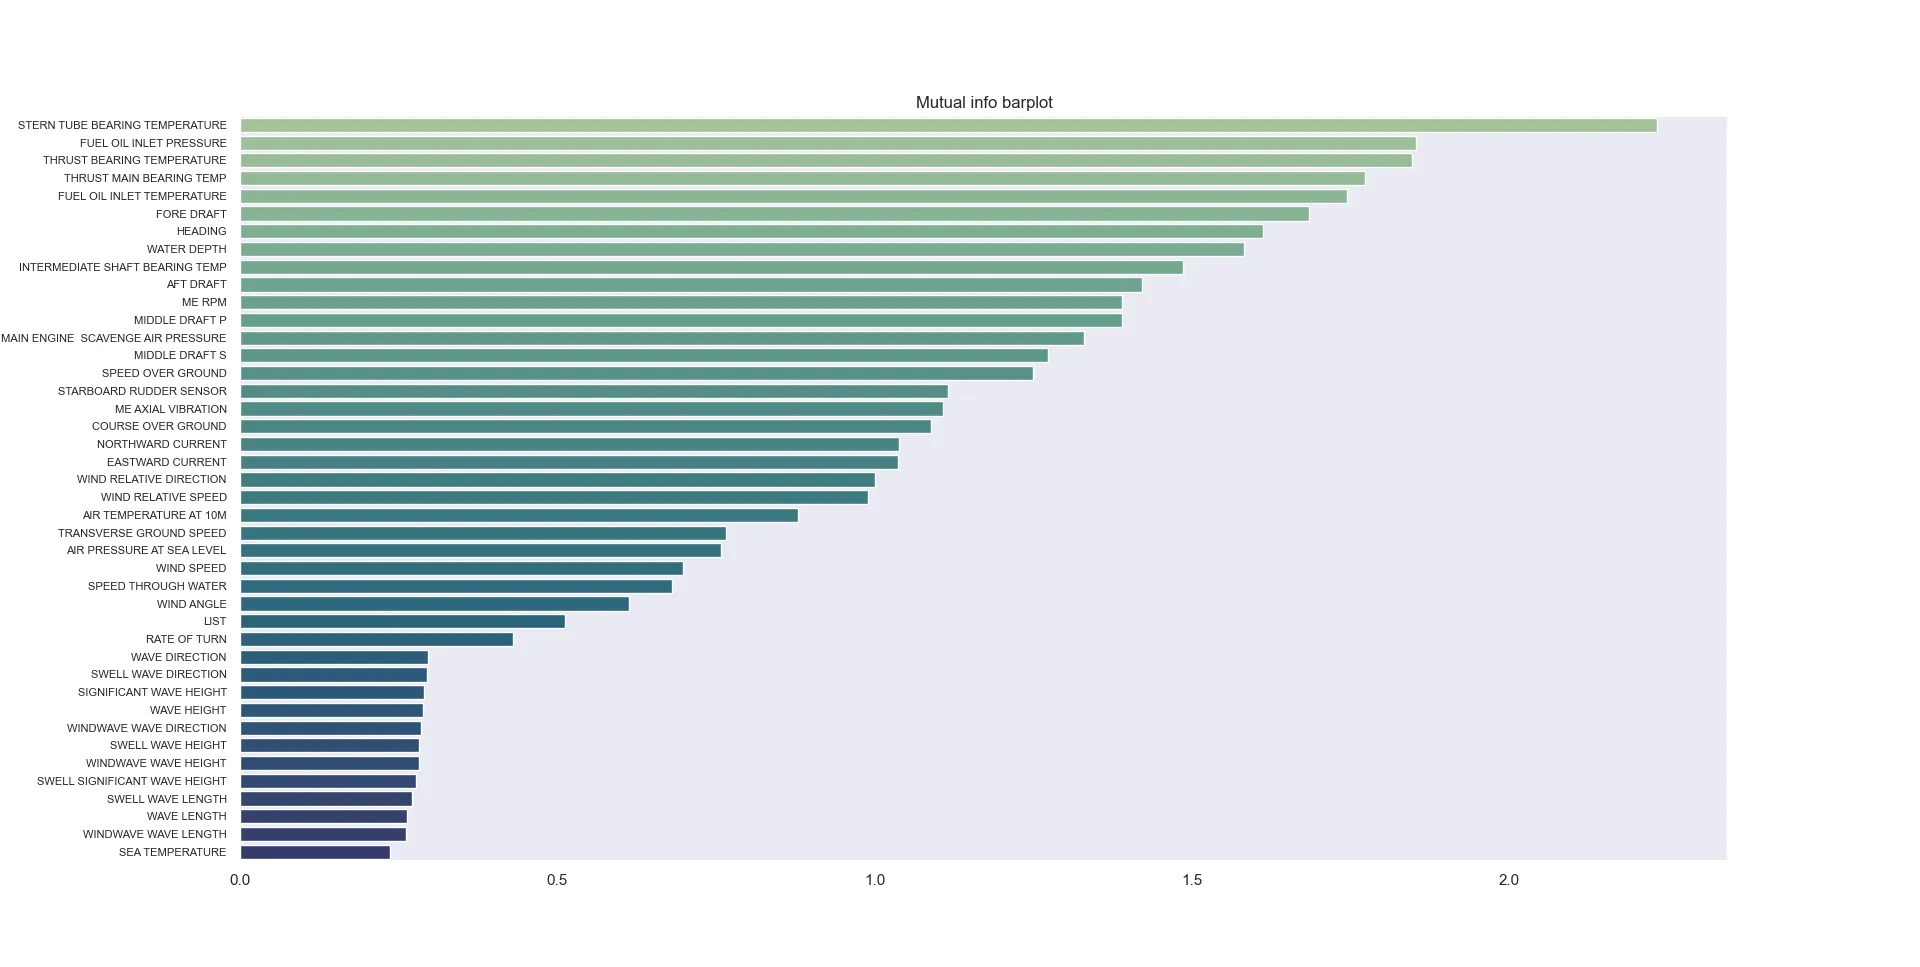 Mutual info barplot
STERN TUBE BEARING TEMPERATURE
FUEL OIL INLET PRESSURE
THRUST BEARING TEMPERATURE
THRUST MAIN BEARING TEMP
FUEL OIL INLET TEMPERATURE
FORE DRAFT
HEADING
WATER DEPTH
INTERMEDIATE SHAFT BEARING TEMP
AFT DRAFT
ME RPM
MIDDLE DRAFT P
MAIN ENGINE  SCAVENGE AIR PRESSURE
MIDDLE DRAFT S
SPEED OVER GROUND
STARBOARD RUDDER SENSOR
ME AXIAL VIBRATION
COURSE OVER GROUND
NORTHWARD CURRENT
EASTWARD CURRENT
WIND RELATIVE DIRECTION
WIND RELATIVE SPEED
AIR TEMPERATURE AT 10M
TRANSVERSE GROUND SPEED
AIR PRESSURE AT SEA LEVEL
WIND SPEED
SPEED THROUGH WATER
WIND ANGLE
LIST
RATE OF TURN
WAVE DIRECTION
SWELL WAVE DIRECTION
SIGNIFICANT WAVE HEIGHT
WAVE HEIGHT
WINDWAVE WAVE DIRECTION
SWELL WAVE HEIGHT
WINDWAVE WAVE HEIGHT
SWELL SIGNIFICANT WAVE HEIGHT
SWELL WAVE LENGTH
WAVE LENGTH
WINDWAVE WAVE LENGTH
SEA TEMPERATURE
0.0 0.5 1.0 1.5 2.0